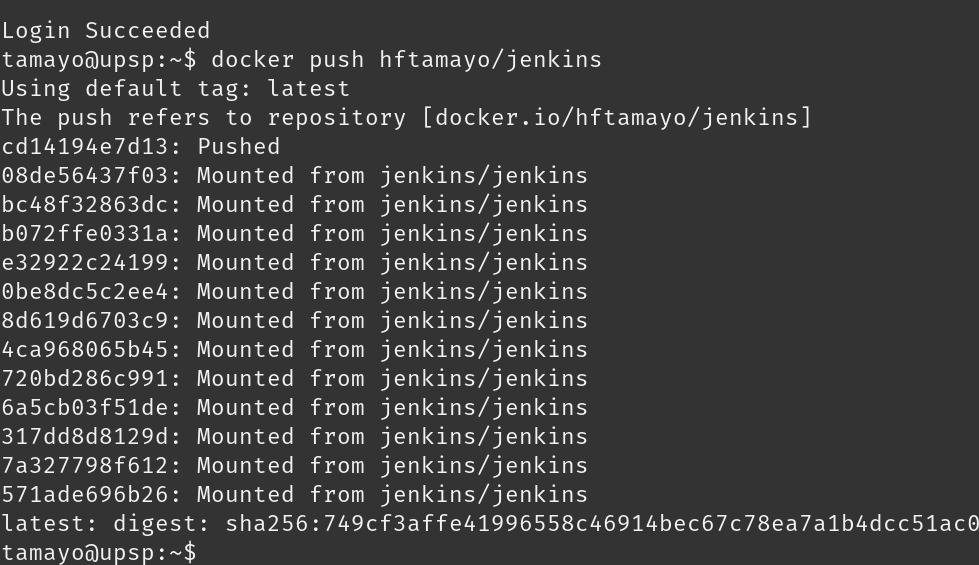 Login Succeeded
tamayo@upsp:~$ docker push hftamayo/jenkins
Using default tag: latest
The push refers to repository [docker.io/hftamayo/jenkins]
cd14194e7d13: Pushed
08de56437f03: Mounted from jenkins/jenkins
bc48f32863dc: Mounted from jenkins/jenkins
b072ffe0331a: Mounted from jenkins/jenkins
e32922c24199: Mounted from jenkins/jenkins
0be8dc5c2ee4: Mounted from jenkins/jenkins
8d619d6703c9: Mounted from jenkins/jenkins
4ca968065b45: Mounted from jenkins/jenkins
720bd286c991: Mounted from jenkins/jenkins
6a5cb03f51de: Mounted from jenkins/jenkins
317dd8d8129d: Mounted from jenkins/jenkins
7a327798f612: Mounted from jenkins/jenkins
571ade696b26: Mounted from jenkins/jenkins
latest: digest: sha256:749cf3affe41996558c46914bec67c78ea7a1b4dcc51ac0
tamayo@upsp:~$